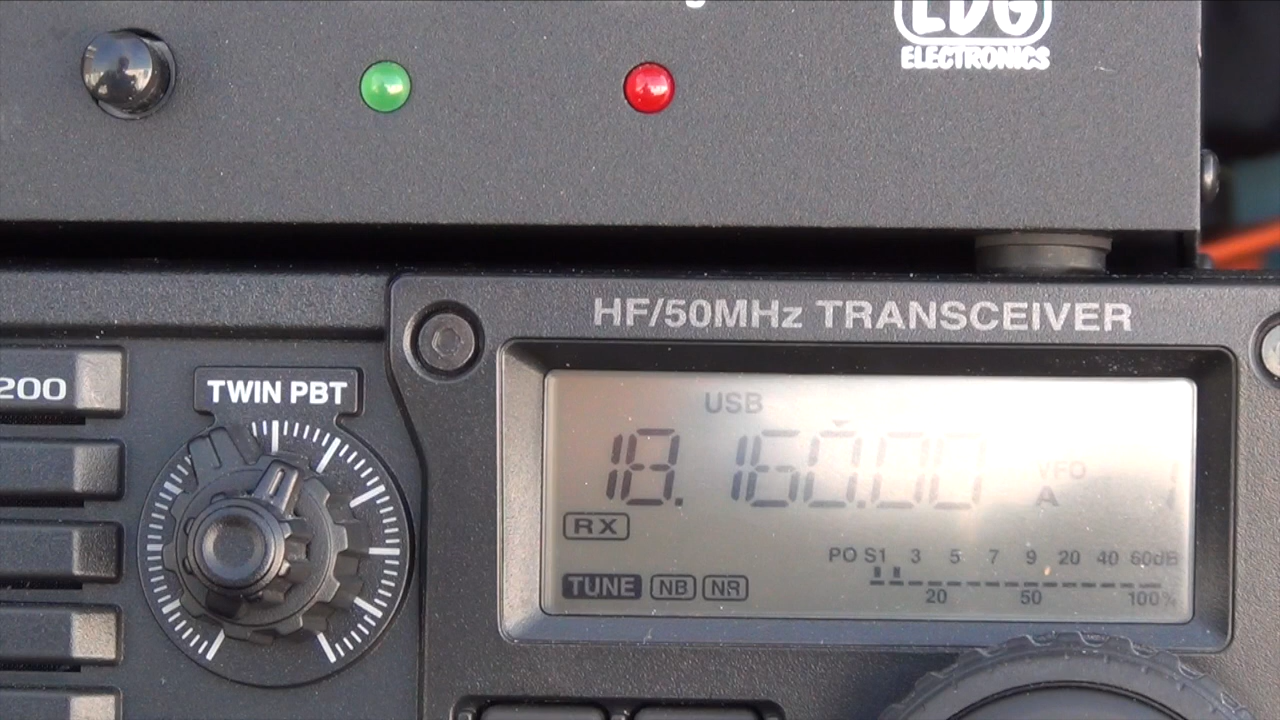 LDG
ELECTRONICS
HF/50MHz TRANSCEIVER
200
TWIN PBT
USB
18.160.00
VFO
A
RX
PO S1 3 5 7 9 20 40 60dB
TUNE NB NR
20 50 100%